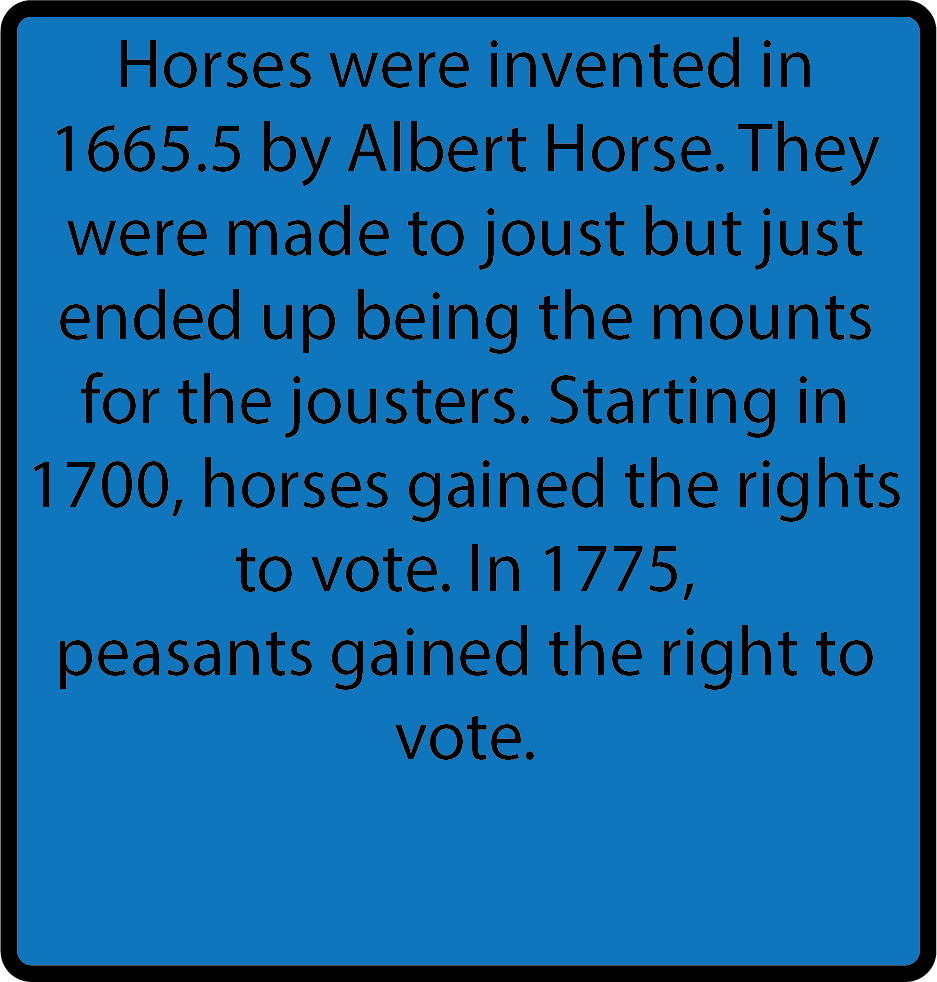 Horses were invented in
1665.5 by Albert Horse. They
were made to joust but just
ended up being the mounts
for the jousters. Starting in
1700, horses gained the rights
to vote. In 1775,
peasants gained the right to
vote.